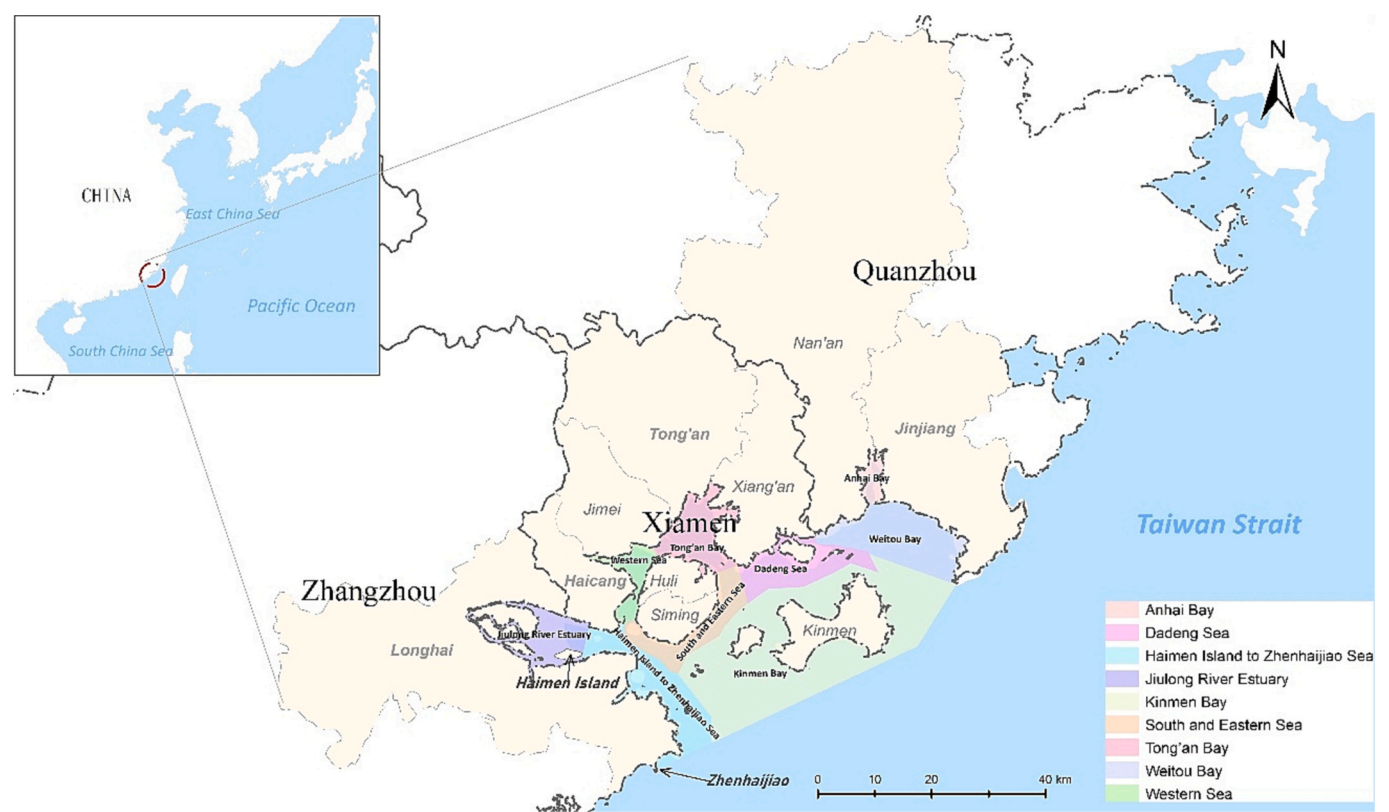 N
CHINA
East China Sea
Pacific Ocean
South China Sea
Quanzhou
Nan'an
Jinjiang
Tong'an
Anhai Bay
Xiang'an
Jimei
Xiamen
Taiwan Strait
Weitou Bay
Tong'an Bay
Western Sea
Dadeng Sea
Haicang
Huli
Zhangzhou
Siming
South and Eastern Sea
Kinmen
Jiulong River Estuary
Longhai
Haimen Island to Zhenhaijiao Sea
Kinmen Bay
Haimen Island
Zhenhaijiao
0 10 20 40 km
Anhai Bay
Dadeng Sea
Haimen Island to Zhenhaijiao Sea
Jiulong River Estuary
Kinmen Bay
South and Eastern Sea
Tong'an Bay
Weitou Bay
Western Sea